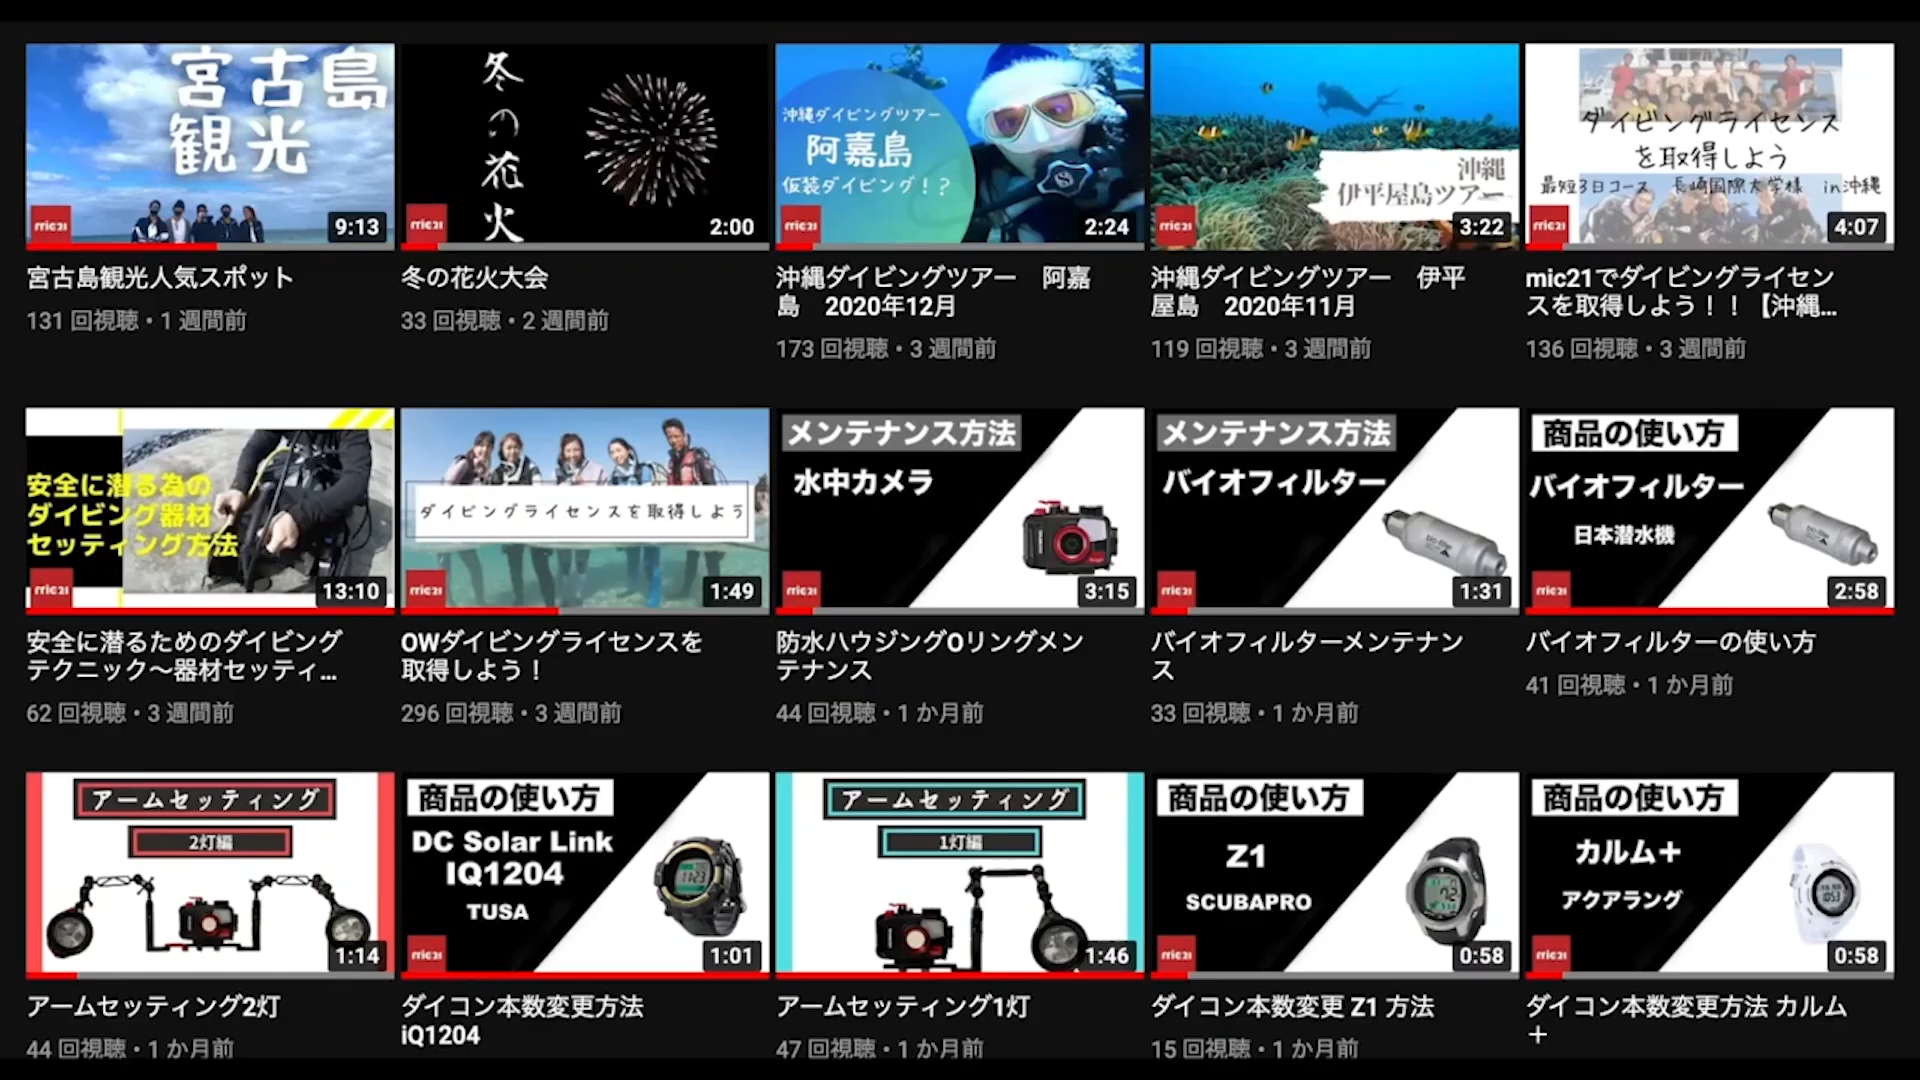 宮古島
観光
mic21
9:13
宮古島観光人気スポット
131 回視聴・1 週間前
冬の花火
mic21
2:00
冬の花火大会
33 回視聴・2 週間前
沖縄ダイビングツアー
阿嘉島
仮装ダイビング！？
mic21
2:24
沖縄ダイビングツアー　阿嘉
島　2020年12月
173 回視聴・3 週間前
沖縄
伊平屋島ツアー
mic21
3:22
沖縄ダイビングツアー　伊平
屋島　2020年11月
119 回視聴・3 週間前
ダイビングライセンス
を取得しよう
最短3日コース　長崎国際大学様　in沖縄
mic21
4:07
mic21でダイビングライセン
スを取得しよう！！【沖縄...
136 回視聴・3 週間前
安全に潜る為の
ダイビング器材
セッティング方法
mic21
13:10
安全に潜るためのダイビング
テクニック〜器材セッティ...
62 回視聴・3 週間前
ダイビングライセンスを取得しよう
mic21
1:49
OWダイビングライセンスを
取得しよう！
296 回視聴・3 週間前
メンテナンス方法
水中カメラ
mic21
3:15
防水ハウジングOリングメン
テナンス
44 回視聴・1 か月前
メンテナンス方法
バイオフィルター
mic21
1:31
バイオフィルターメンテナン
ス
33 回視聴・1 か月前
商品の使い方
バイオフィルター
日本潜水機
mic21
2:58
バイオフィルターの使い方
41 回視聴・1 か月前
アームセッティング
2灯編
1:14
アームセッティング2灯
44 回視聴・1 か月前
商品の使い方
DC Solar Link
IQ1204
TUSA
mic21
1:01
ダイコン本数変更方法
iQ1204
アームセッティング
1灯編
1:46
アームセッティング1灯
47 回視聴・1 か月前
商品の使い方
Z1
SCUBAPRO
mic21
0:58
ダイコン本数変更 Z1 方法
15 回視聴・1 か月前
商品の使い方
カルム＋
アクアラング
mic21
0:58
ダイコン本数変更方法 カルム
＋